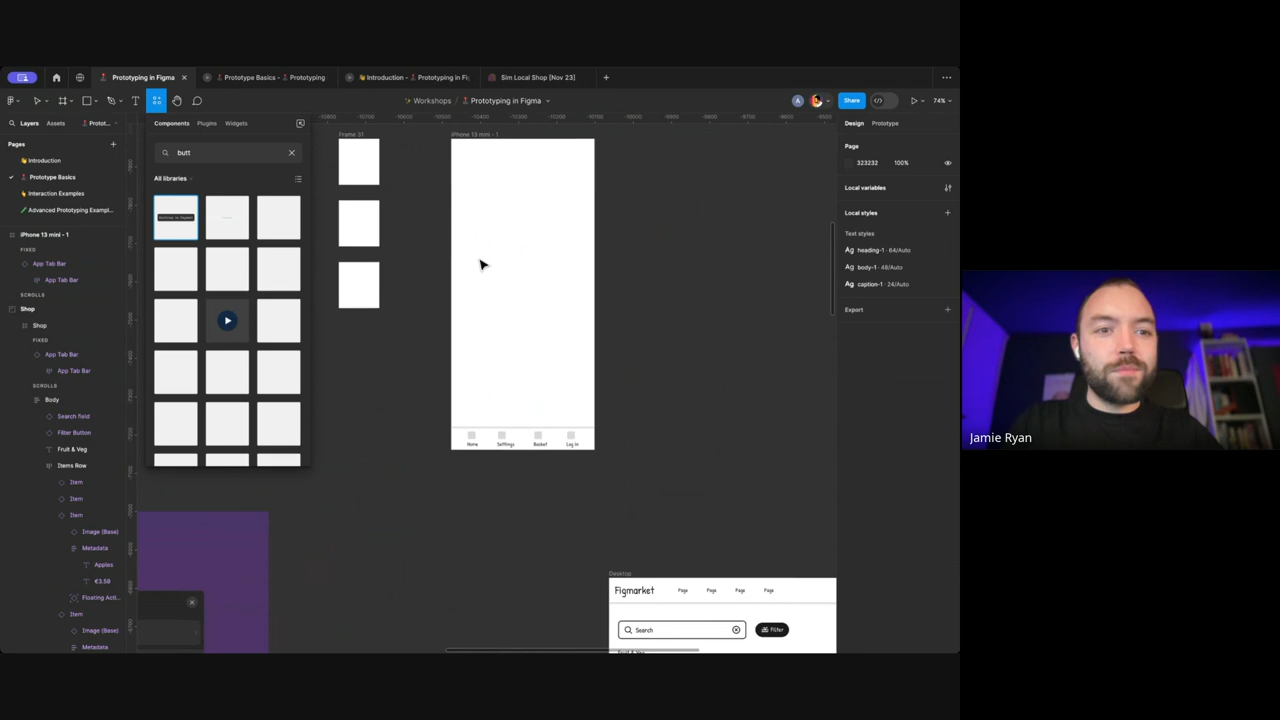 Prototyping in Figma
Prototype Basics - Prototyping
Introduction - Prototyping in Fi
Sim Local Shop [Nov 23]
Workshops / Prototyping in Figma
A
Share
74%
Layers
Assets
Protot...
Components
Plugins
Widgets
Design
Prototype
Pages
Introduction
Prototype Basics
Interaction Examples
Advanced Prototyping Exampl...
butt
All libraries
Continue to Payment
Page
323232
100%
Local variables
Local styles
Text styles
Ag heading-1 · 64/Auto
Ag body-1 · 48/Auto
Ag caption-1 · 24/Auto
Export
iPhone 13 mini - 1
FIXED
App Tab Bar
App Tab Bar
SCROLLS
Shop
Shop
FIXED
App Tab Bar
App Tab Bar
SCROLLS
Body
Search field
Filter Button
Fruit & Veg
Items Row
Item
Item
Item
Image (Base)
Metadata
Apples
€3.50
Floating Acti...
Item
Image (Base)
Metadata
Frame 31
iPhone 13 mini - 1
Home
Settings
Basket
Log in
Desktop
Figmarket
Page
Page
Page
Page
Search
Filter
Jamie Ryan